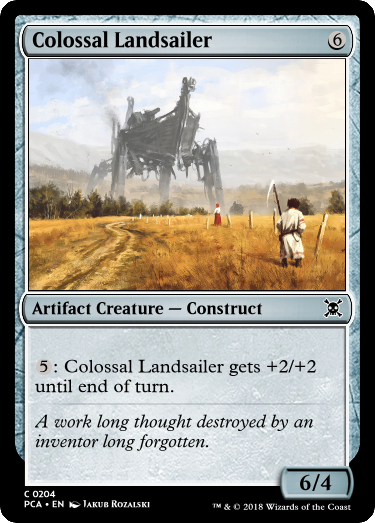 Colossal Landsailer 6
Artifact Creature — Construct
5: Colossal Landsailer gets +2/+2
until end of turn.
A work long thought destroyed by an
inventor long forgotten.
6/4
C 0204
PCA • EN Jakub Rozalski
™ & © 2018 Wizards of the Coast